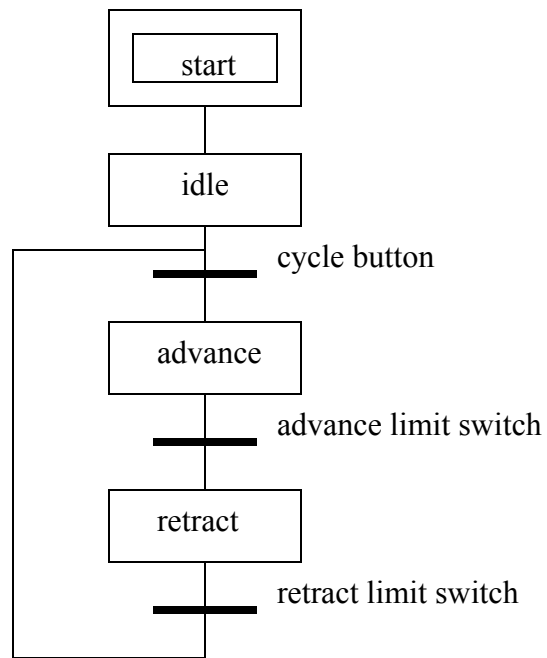 start
idle
cycle button
advance
advance limit switch
retract
retract limit switch